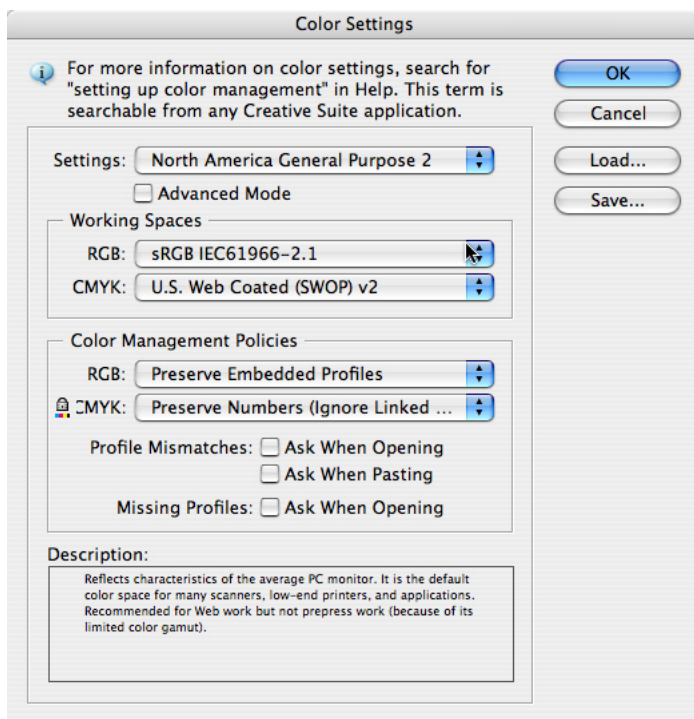 Color Settings
For more information on color settings, search for
"setting up color management" in Help. This term is
searchable from any Creative Suite application.
OK
Cancel
Load...
Save...
Settings: North America General Purpose 2
Advanced Mode
Working Spaces
RGB: sRGB IEC61966-2.1
CMYK: U.S. Web Coated (SWOP) v2
Color Management Policies
RGB: Preserve Embedded Profiles
CMYK: Preserve Numbers (Ignore Linked ...
Profile Mismatches: Ask When Opening
Ask When Pasting
Missing Profiles: Ask When Opening
Description:
Reflects characteristics of the average PC monitor. It is the default
color space for many scanners, low-end printers, and applications.
Recommended for Web work but not prepress work (because of its
limited color gamut).